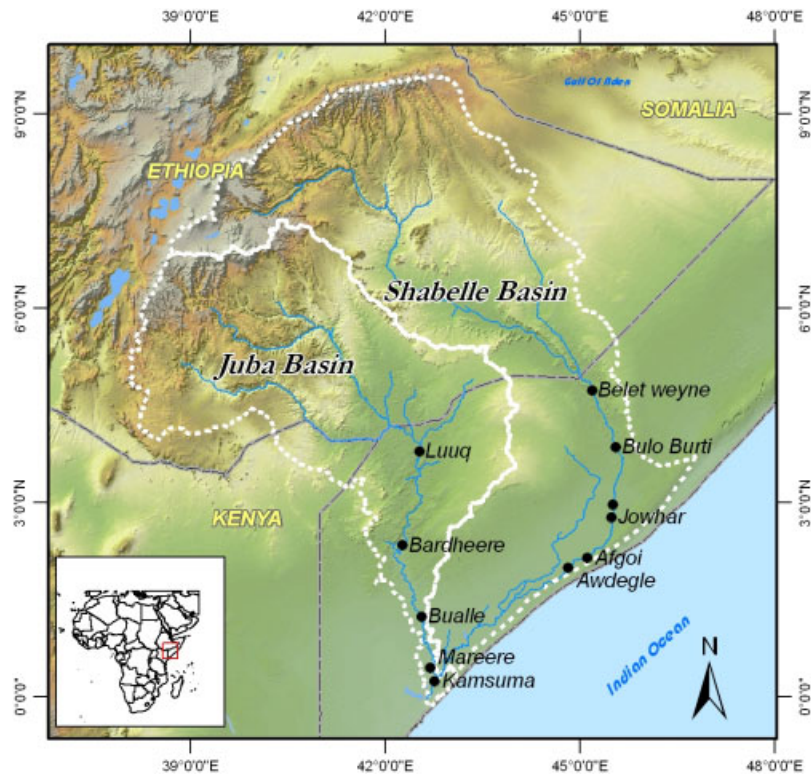 39°0'0"E 42°0'0"E 45°0'0"E 48°0'0"E
Gulf Of Aden
9°0'0"N 9°0'0"N
SOMALIA
ETHIOPIA
Shabelle Basin
6°0'0"N 6°0'0"N
Juba Basin
Belet weyne
Luuq
Bulo Burti
3°0'0"N 3°0'0"N
KENYA
Jowhar
Bardheere
Afgoi
Awdegle
Bualle
Mareere
Kamsuma
Indian Ocean
N
0°0'0" 0°0'0"
39°0'0"E 42°0'0"E 45°0'0"E 48°0'0"E